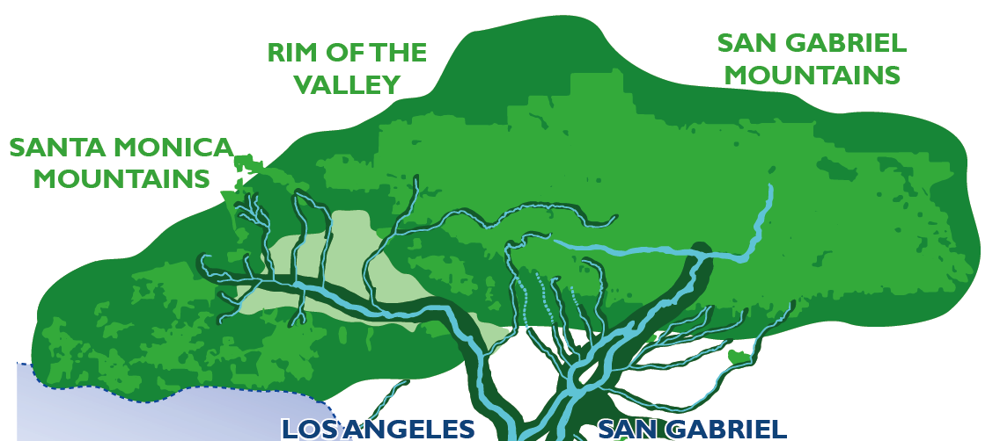 RIM OF THE
VALLEY
SAN GABRIEL
MOUNTAINS
SANTA MONICA
MOUNTAINS
LOS ANGELES
SAN GABRIEL